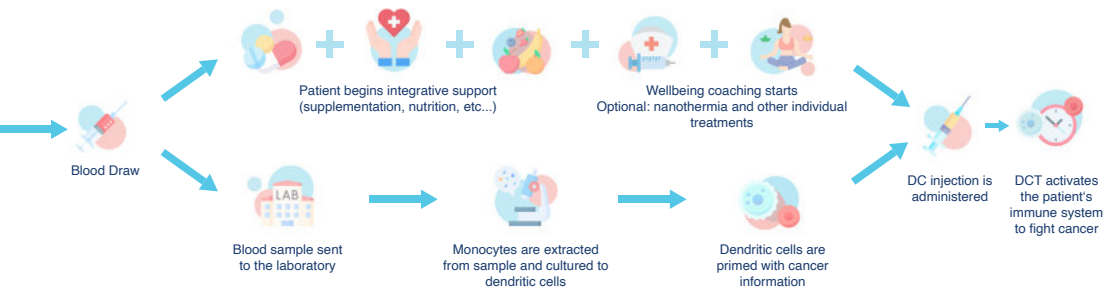 Patient begins integrative support
(supplementation, nutrition, etc...)
Wellbeing coaching starts
Optional: nanothermia and other individual
treatments
Blood Draw
LAB
Blood sample sent
to the laboratory
Monocytes are extracted
from sample and cultured to
dendritic cells
Dendritic cells are
primed with cancer
information
DC injection is
administered
DCT activates
the patient's
immune system
to fight cancer